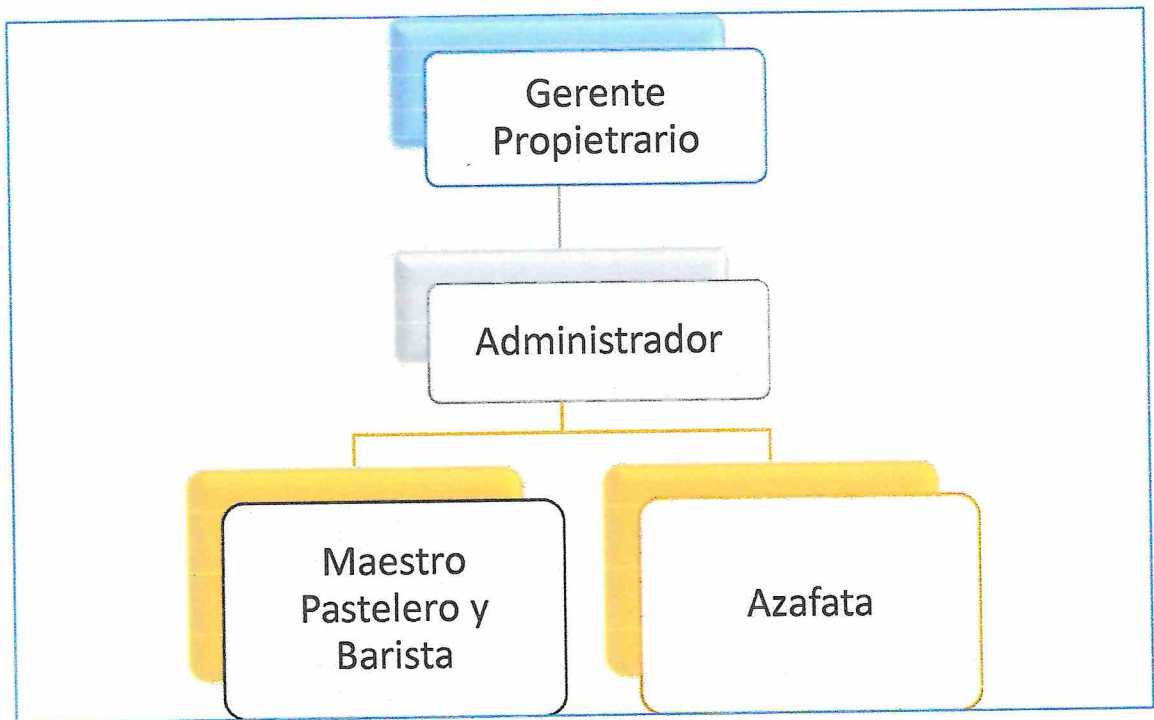 Gerente
Propietrario
Administrador
Maestro
Pastelero y
Barista
Azafata